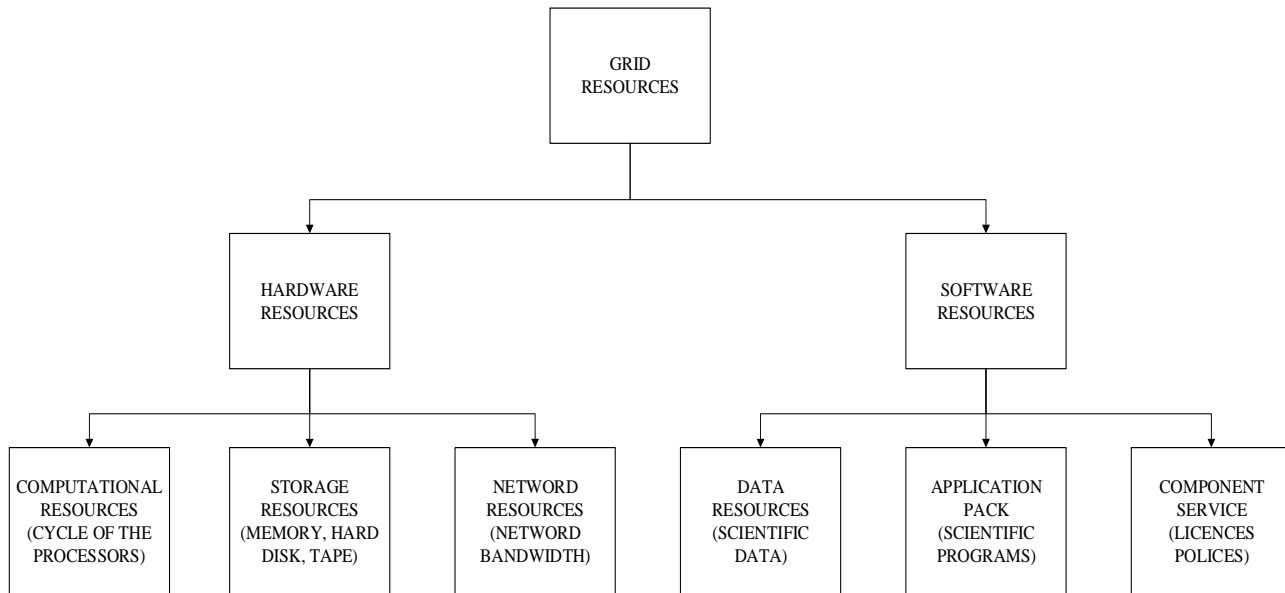 GRID
RESOURCES
HARDWARE
RESOURCES
SOFTWARE
RESOURCES
COMPUTATIONAL
RESOURCES
(CYCLE OF THE
PROCESSORS)
STORAGE
RESOURCES
(MEMORY, HARD
DISK, TAPE)
NETWORD
RESOURCES
(NETWORD
BANDWIDTH)
DATA
RESOURCES
(SCIENTIFIC
DATA)
APPLICATION
PACK
(SCIENTIFIC
PROGRAMS)
COMPONENT
SERVICE
(LICENCES
POLICES)